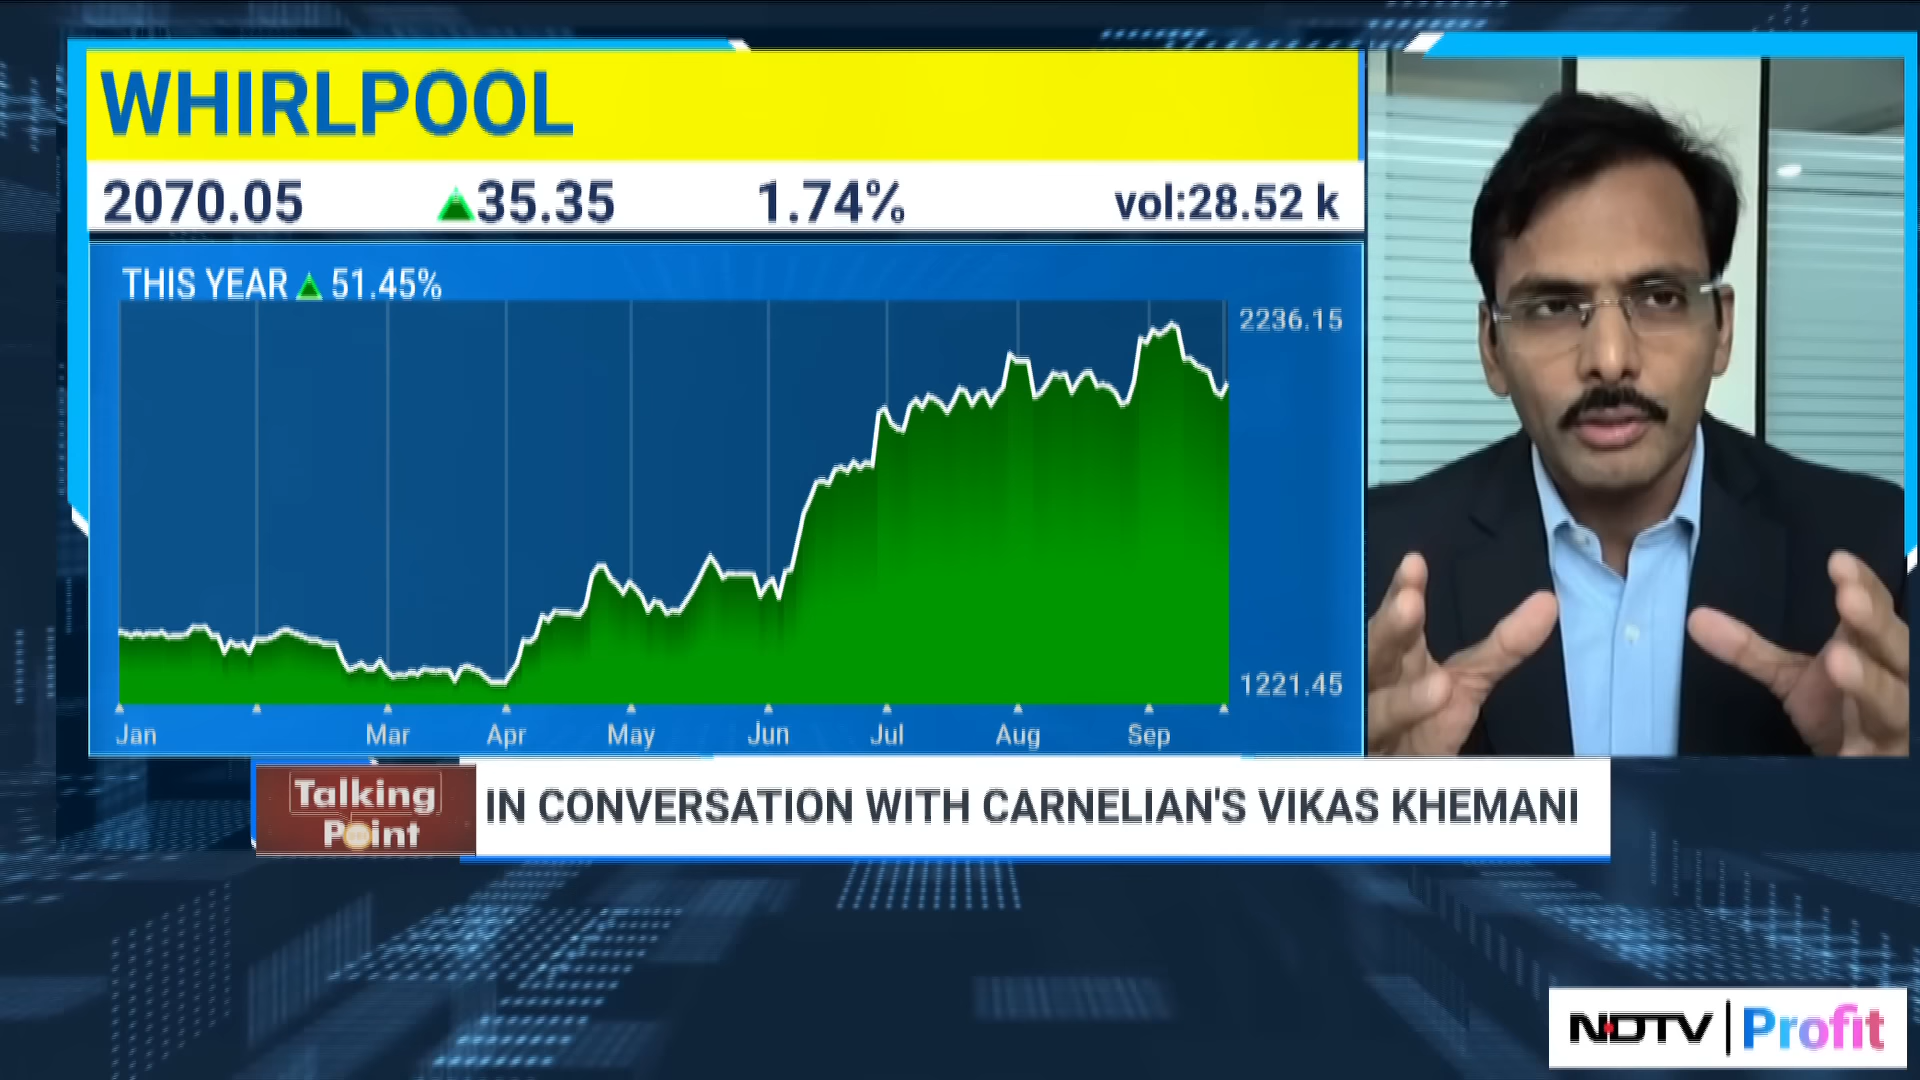 WHIRLPOOL
2070.05 ▲35.35 1.74% vol:28.52 k
THIS YEAR ▲ 51.45%
2236.15
1221.45
Jan Mar Apr May Jun Jul Aug Sep
Talking
Point
IN CONVERSATION WITH CARNELIAN'S VIKAS KHEMANI
NDTV | Profit